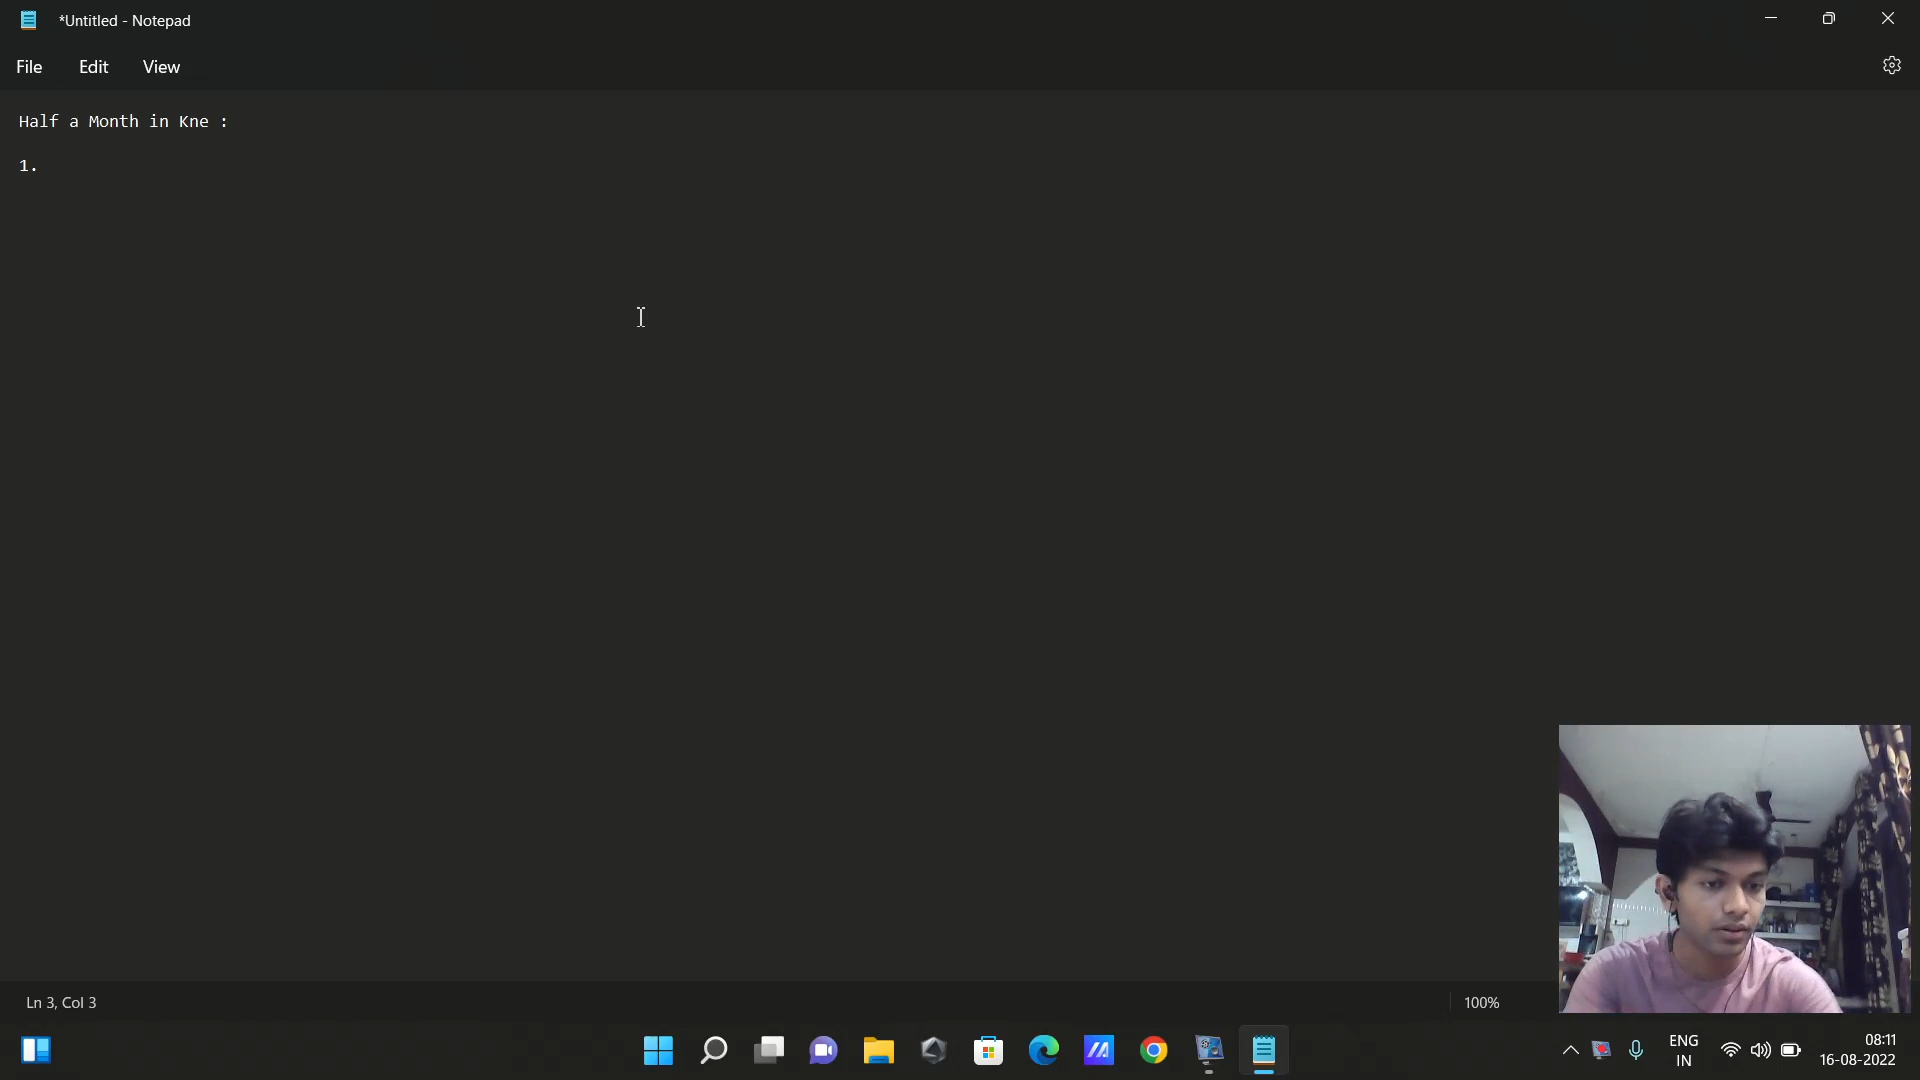 *Untitled - Notepad
File Edit View
Half a Month in Kne :
1.
Ln 3, Col 3 100%
ENG
IN
08:11
16-08-2022